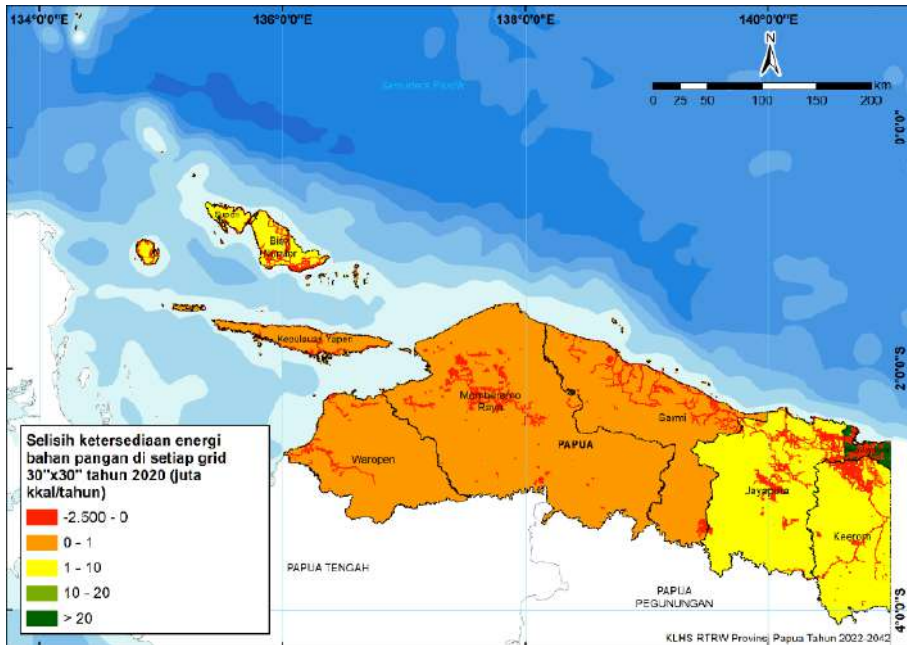 134°0'0"
136°0'0"
138°0'0"
140°0'0"
N
km
0 25 50 100 150 200
0°0'0"
Supiori
Biak
Numfor
Kepulauan Yapen
2°0'0"S
Mamberamo
Raya
Sarmi
PAPUA
Waropen
Jayapura
Keerom
Selisih ketersediaan energi
bahan pangan di setiap grid
30"x30" tahun 2020 (juta
kkal/tahun)
-2.500 - 0
0 - 1
1 - 10
10 - 20
> 20
PAPUA TENGAH
PAPUA
PEGUNUNGAN
4°0'0"S
KLHS RTRW Provinsi Papua Tahun 2022-2042